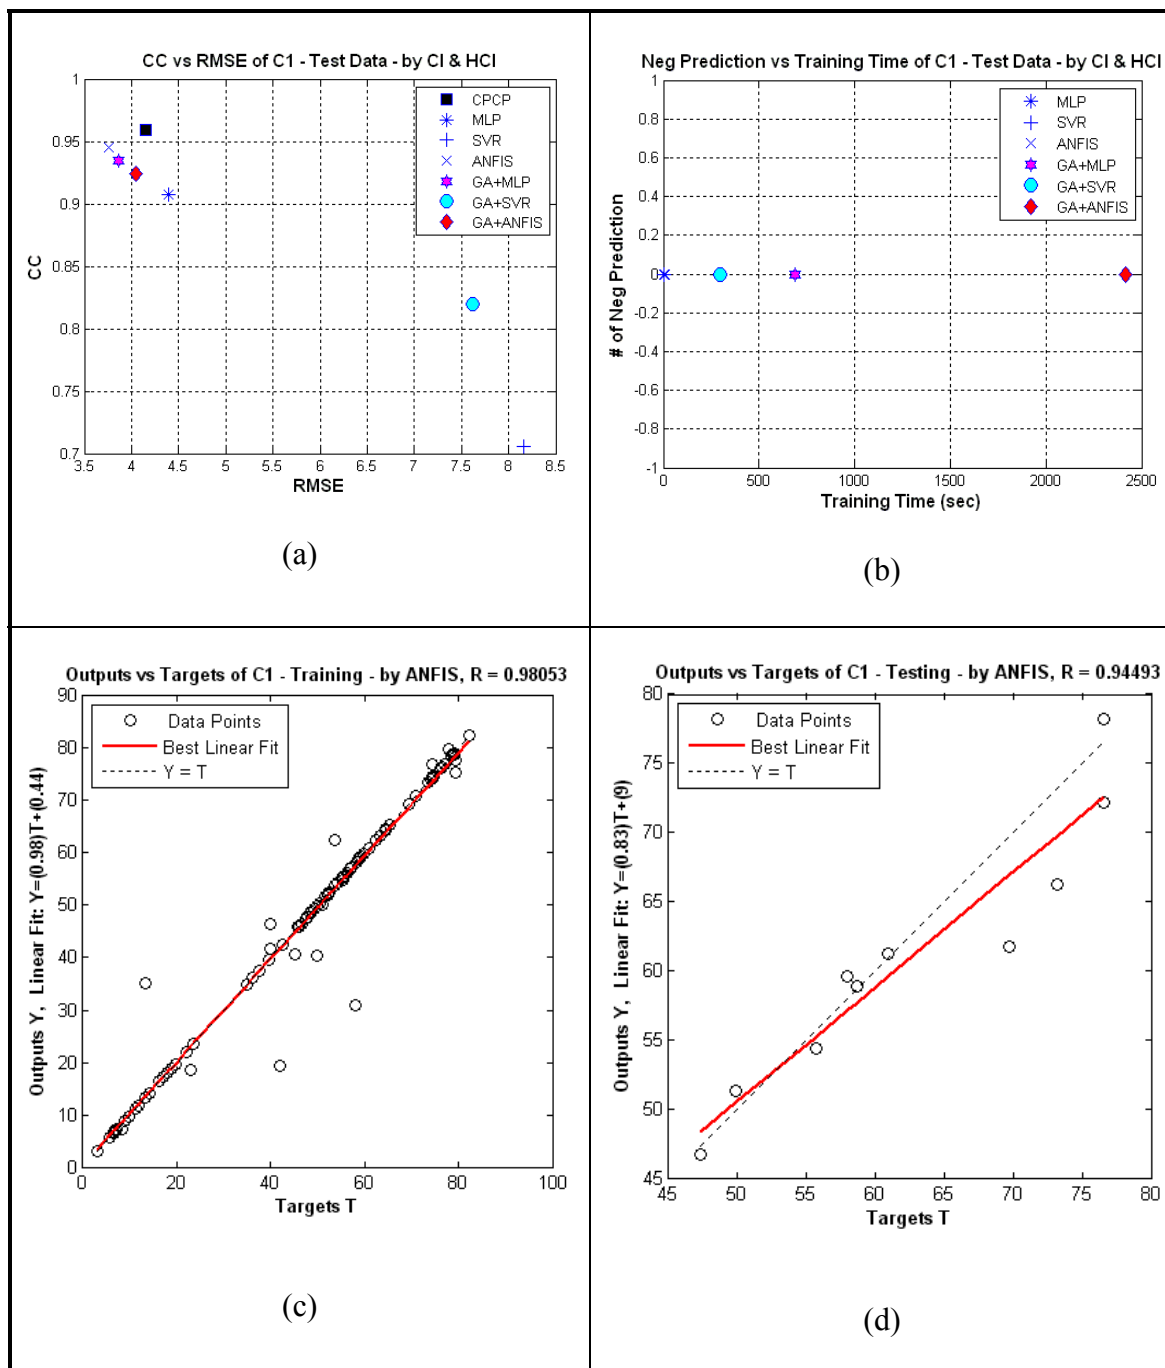 CC vs RMSE of C1 - Test Data - by CI & HCI
1
0.95
0.9
0.85
0.8
0.75
0.7
CC
CPCP
MLP
SVR
ANFIS
GA+MLP
GA+SVR
GA+ANFIS
3.5 4 4.5 5 5.5 6 6.5 7 7.5 8 8.5
RMSE
(a)
Neg Prediction vs Training Time of C1 - Test Data - by CI & HCI
1
0.8
0.6
0.4
0.2
0
-0.2
-0.4
-0.6
-0.8
-1
# of Neg Prediction
MLP
SVR
ANFIS
GA+MLP
GA+SVR
GA+ANFIS
0 500 1000 1500 2000 2500
Training Time (sec)
(b)
Outputs vs Targets of C1 - Training - by ANFIS, R = 0.98053
90
80
70
60
50
40
30
20
10
0
Outputs Y, Linear Fit: Y=(0.98)T+(0.44)
Data Points
Best Linear Fit
Y = T
0 20 40 60 80 100
Targets T
(c)
Outputs vs Targets of C1 - Testing - by ANFIS, R = 0.94493
80
75
70
65
60
55
50
45
Outputs Y, Linear Fit: Y=(0.83)T+(9)
Data Points
Best Linear Fit
Y = T
45 50 55 60 65 70 75 80
Targets T
(d)